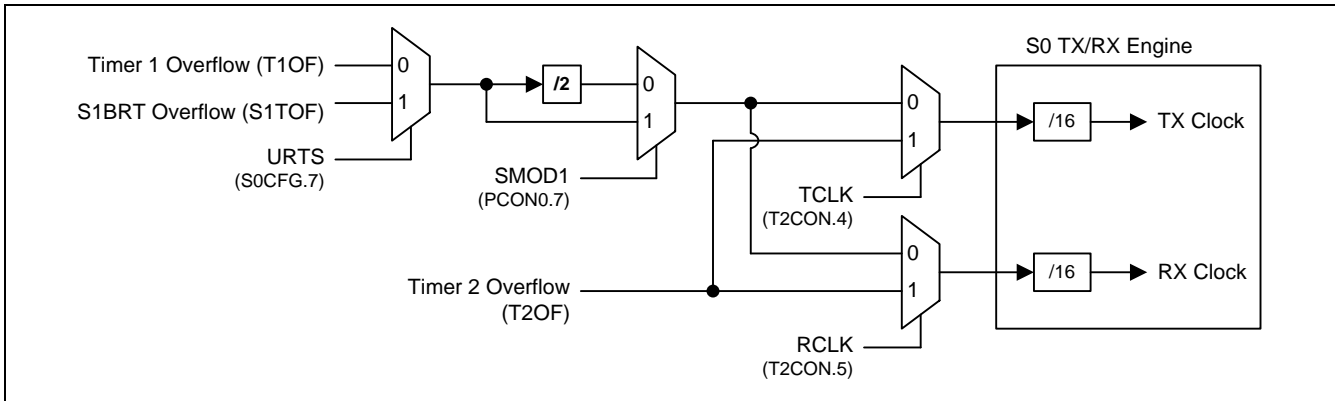 S0 TX/RX Engine
Timer 1 Overflow (T1OF)
0
/2
0
0
/16
TX Clock
S1BRT Overflow (S1TOF)
1
1
1
URTS
(S0CFG.7)
SMOD1
(PCON0.7)
TCLK
(T2CON.4)
0
/16
RX Clock
Timer 2 Overflow
(T2OF)
1
RCLK
(T2CON.5)